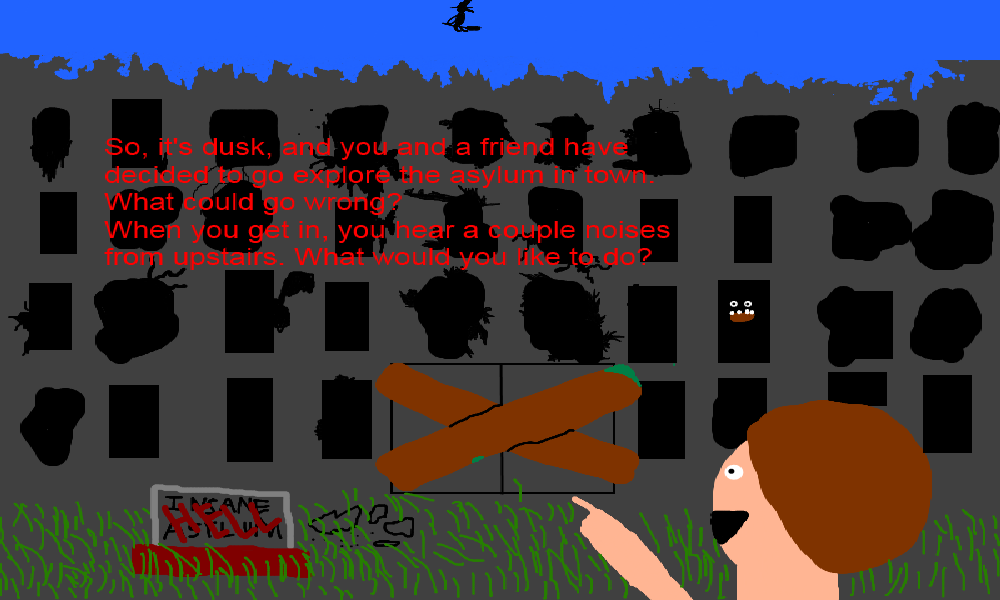 So, it's dusk, and you and a friend have
decided to go explore the asylum in town.
What could go wrong?
When you get in, you hear a couple noises
from upstairs. What would you like to do?
INSANE
HELL
ASYLUM